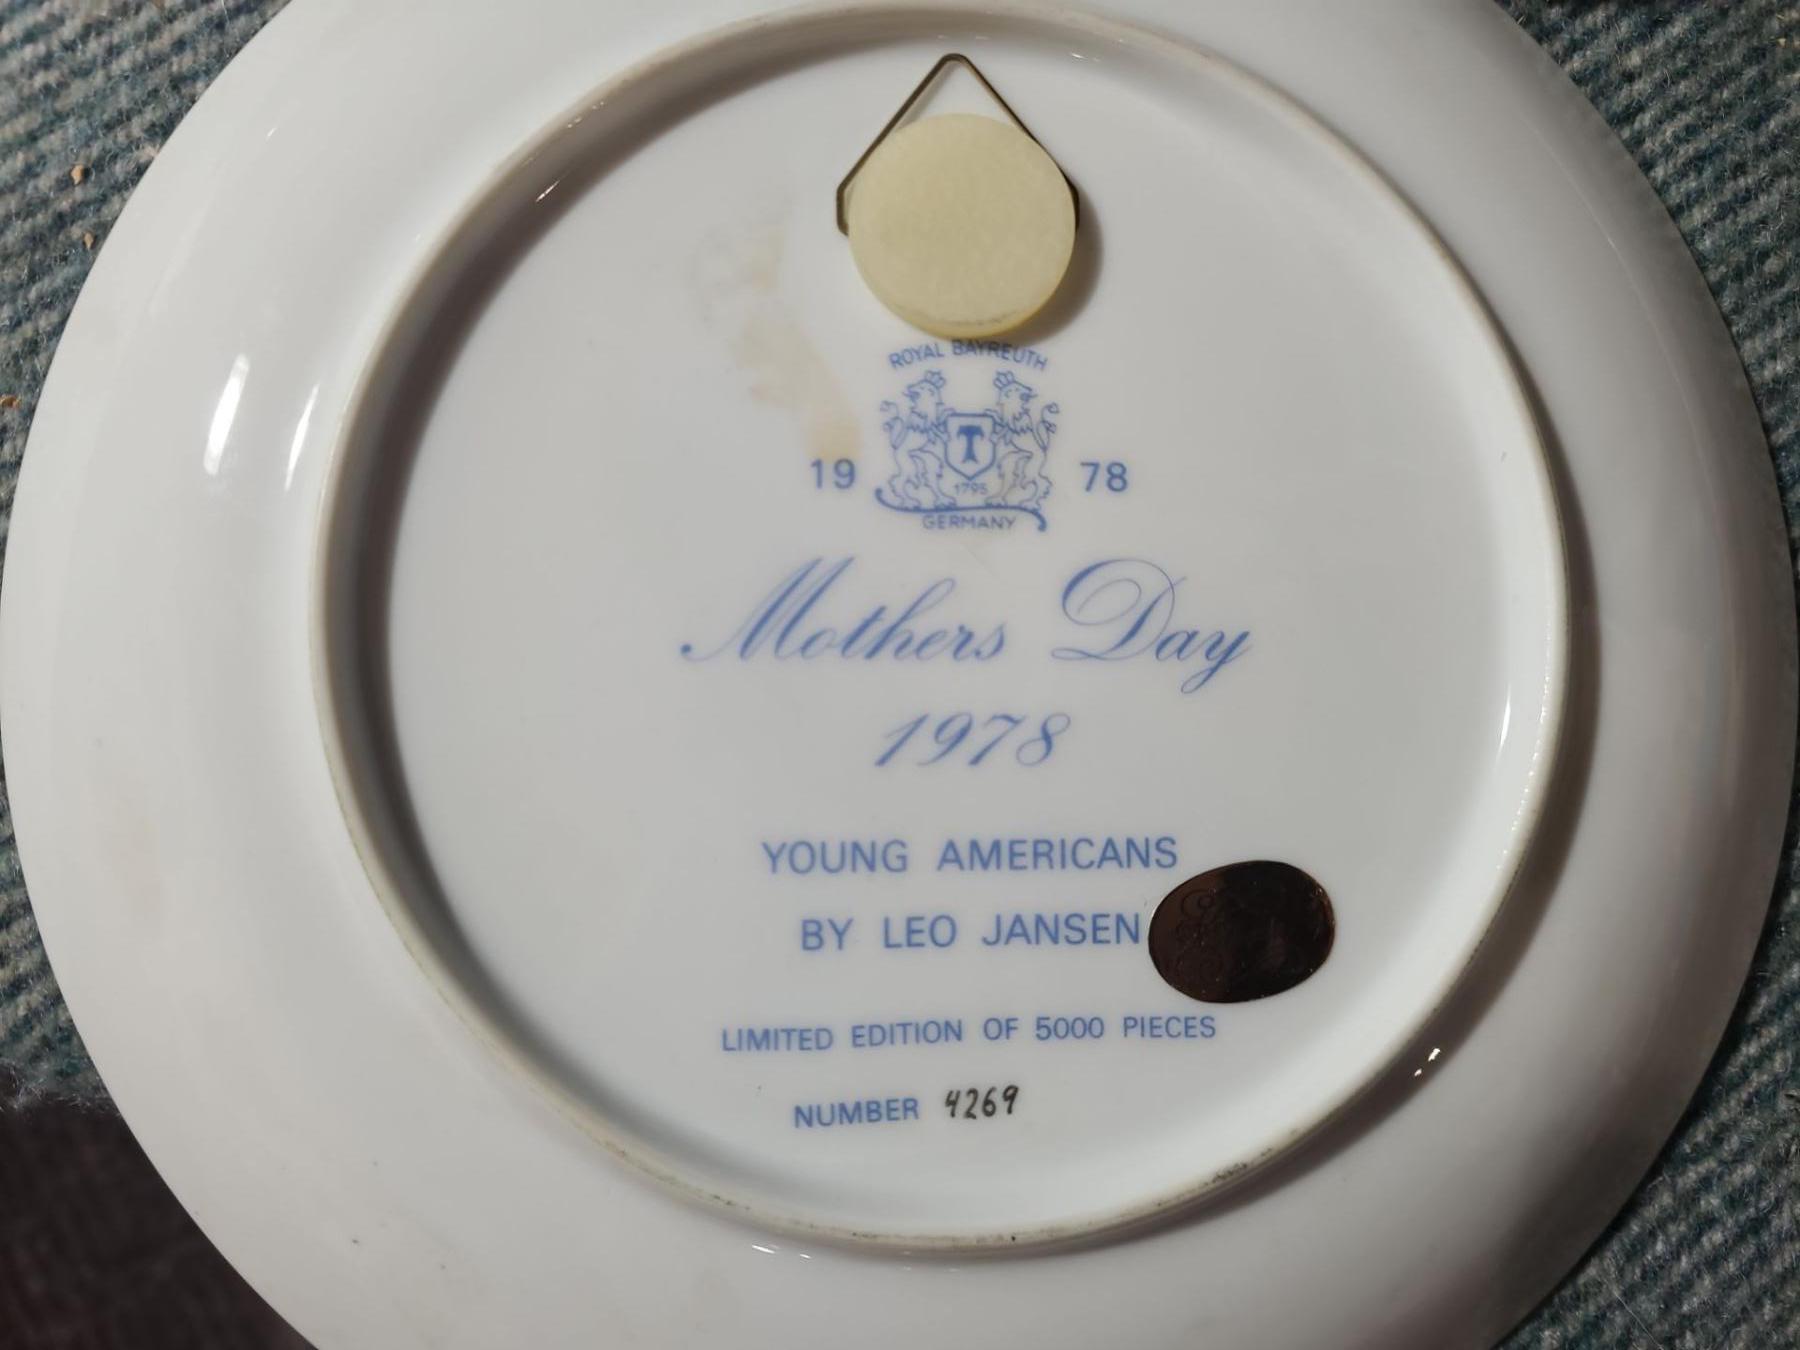 ROYAL BAYREUTH
T
19 1795 78
GERMANY
Mothers Day
1978
YOUNG AMERICANS
BY LEO JANSEN
LIMITED EDITION OF 5000 PIECES
NUMBER 4269